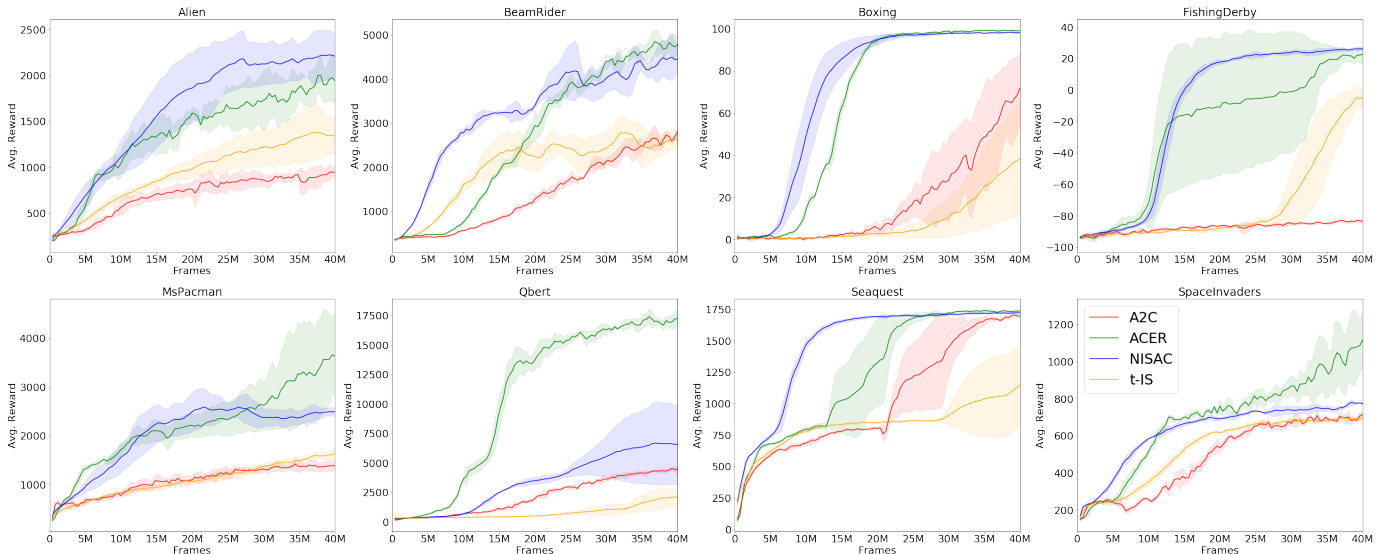 Alien
Avg. Reward
2500
2000
1500
1000
500
0 5M 10M 15M 20M 25M 30M 35M 40M
Frames
BeamRider
Avg. Reward
5000
4000
3000
2000
1000
0 5M 10M 15M 20M 25M 30M 35M 40M
Frames
Boxing
Avg. Reward
100
80
60
40
20
0
0 5M 10M 15M 20M 25M 30M 35M 40M
Frames
FishingDerby
Avg. Reward
40
20
0
−20
−40
−60
−80
−100
0 5M 10M 15M 20M 25M 30M 35M 40M
Frames
MsPacman
Avg. Reward
4000
3000
2000
1000
0 5M 10M 15M 20M 25M 30M 35M 40M
Frames
Qbert
Avg. Reward
17500
15000
12500
10000
7500
5000
2500
0
0 5M 10M 15M 20M 25M 30M 35M 40M
Frames
Seaquest
Avg. Reward
1750
1500
1250
1000
750
500
250
0
0 5M 10M 15M 20M 25M 30M 35M 40M
Frames
SpaceInvaders
Avg. Reward
1200
1000
800
600
400
200
A2C
ACER
NISAC
t-IS
0 5M 10M 15M 20M 25M 30M 35M 40M
Frames